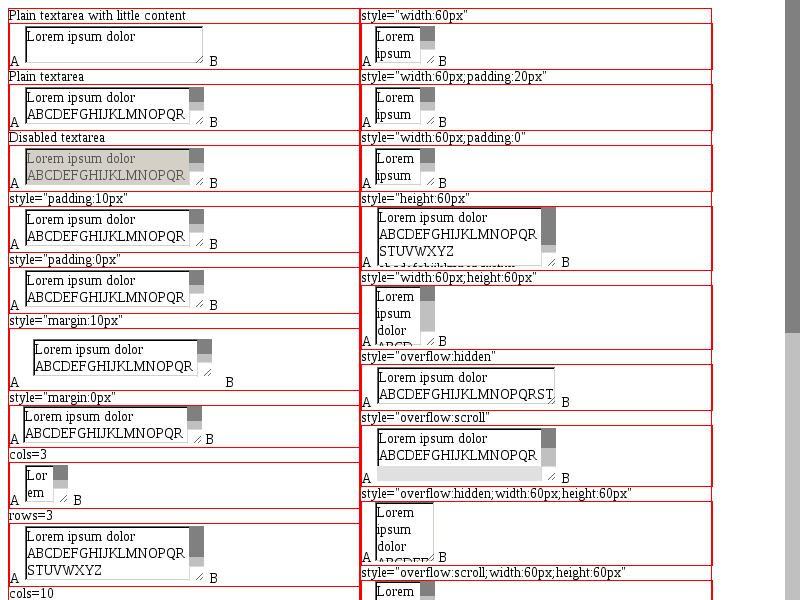 Plain textarea with little content
Lorem ipsum dolor
A B
Plain textarea
Lorem ipsum dolor
ABCDEFGHIJKLMNOPQR
A B
Disabled textarea
Lorem ipsum dolor
ABCDEFGHIJKLMNOPQR
A B
style="padding:10px"
Lorem ipsum dolor
ABCDEFGHIJKLMNOPQR
A B
style="padding:0px"
Lorem ipsum dolor
ABCDEFGHIJKLMNOPQR
A B
style="margin:10px"
Lorem ipsum dolor
ABCDEFGHIJKLMNOPQR
A B
style="margin:0px"
Lorem ipsum dolor
ABCDEFGHIJKLMNOPQR
A B
cols=3
Lor
em
A B
rows=3
Lorem ipsum dolor
ABCDEFGHIJKLMNOPQR
STUVWXYZ
A B
cols=10
style="width:60px"
Lorem
ipsum
A B
style="width:60px;padding:20px"
Lorem
ipsum
A B
style="width:60px;padding:0"
Lorem
ipsum
A B
style="height:60px"
Lorem ipsum dolor
ABCDEFGHIJKLMNOPQR
STUVWXYZ
A B
style="width:60px;height:60px"
Lorem
ipsum
dolor
A B
style="overflow:hidden"
Lorem ipsum dolor
ABCDEFGHIJKLMNOPQRST
A B
style="overflow:scroll"
Lorem ipsum dolor
ABCDEFGHIJKLMNOPQR
A B
style="overflow:hidden;width:60px;height:60px"
Lorem
ipsum
dolor
A B
style="overflow:scroll;width:60px;height:60px"
Lorem